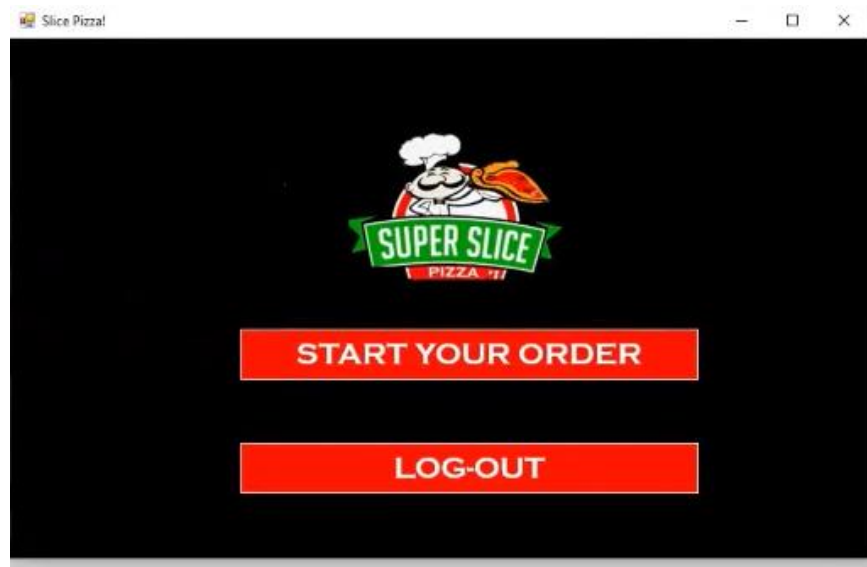 Slice Pizza!
SUPER SLICE
PIZZA
START YOUR ORDER
LOG-OUT